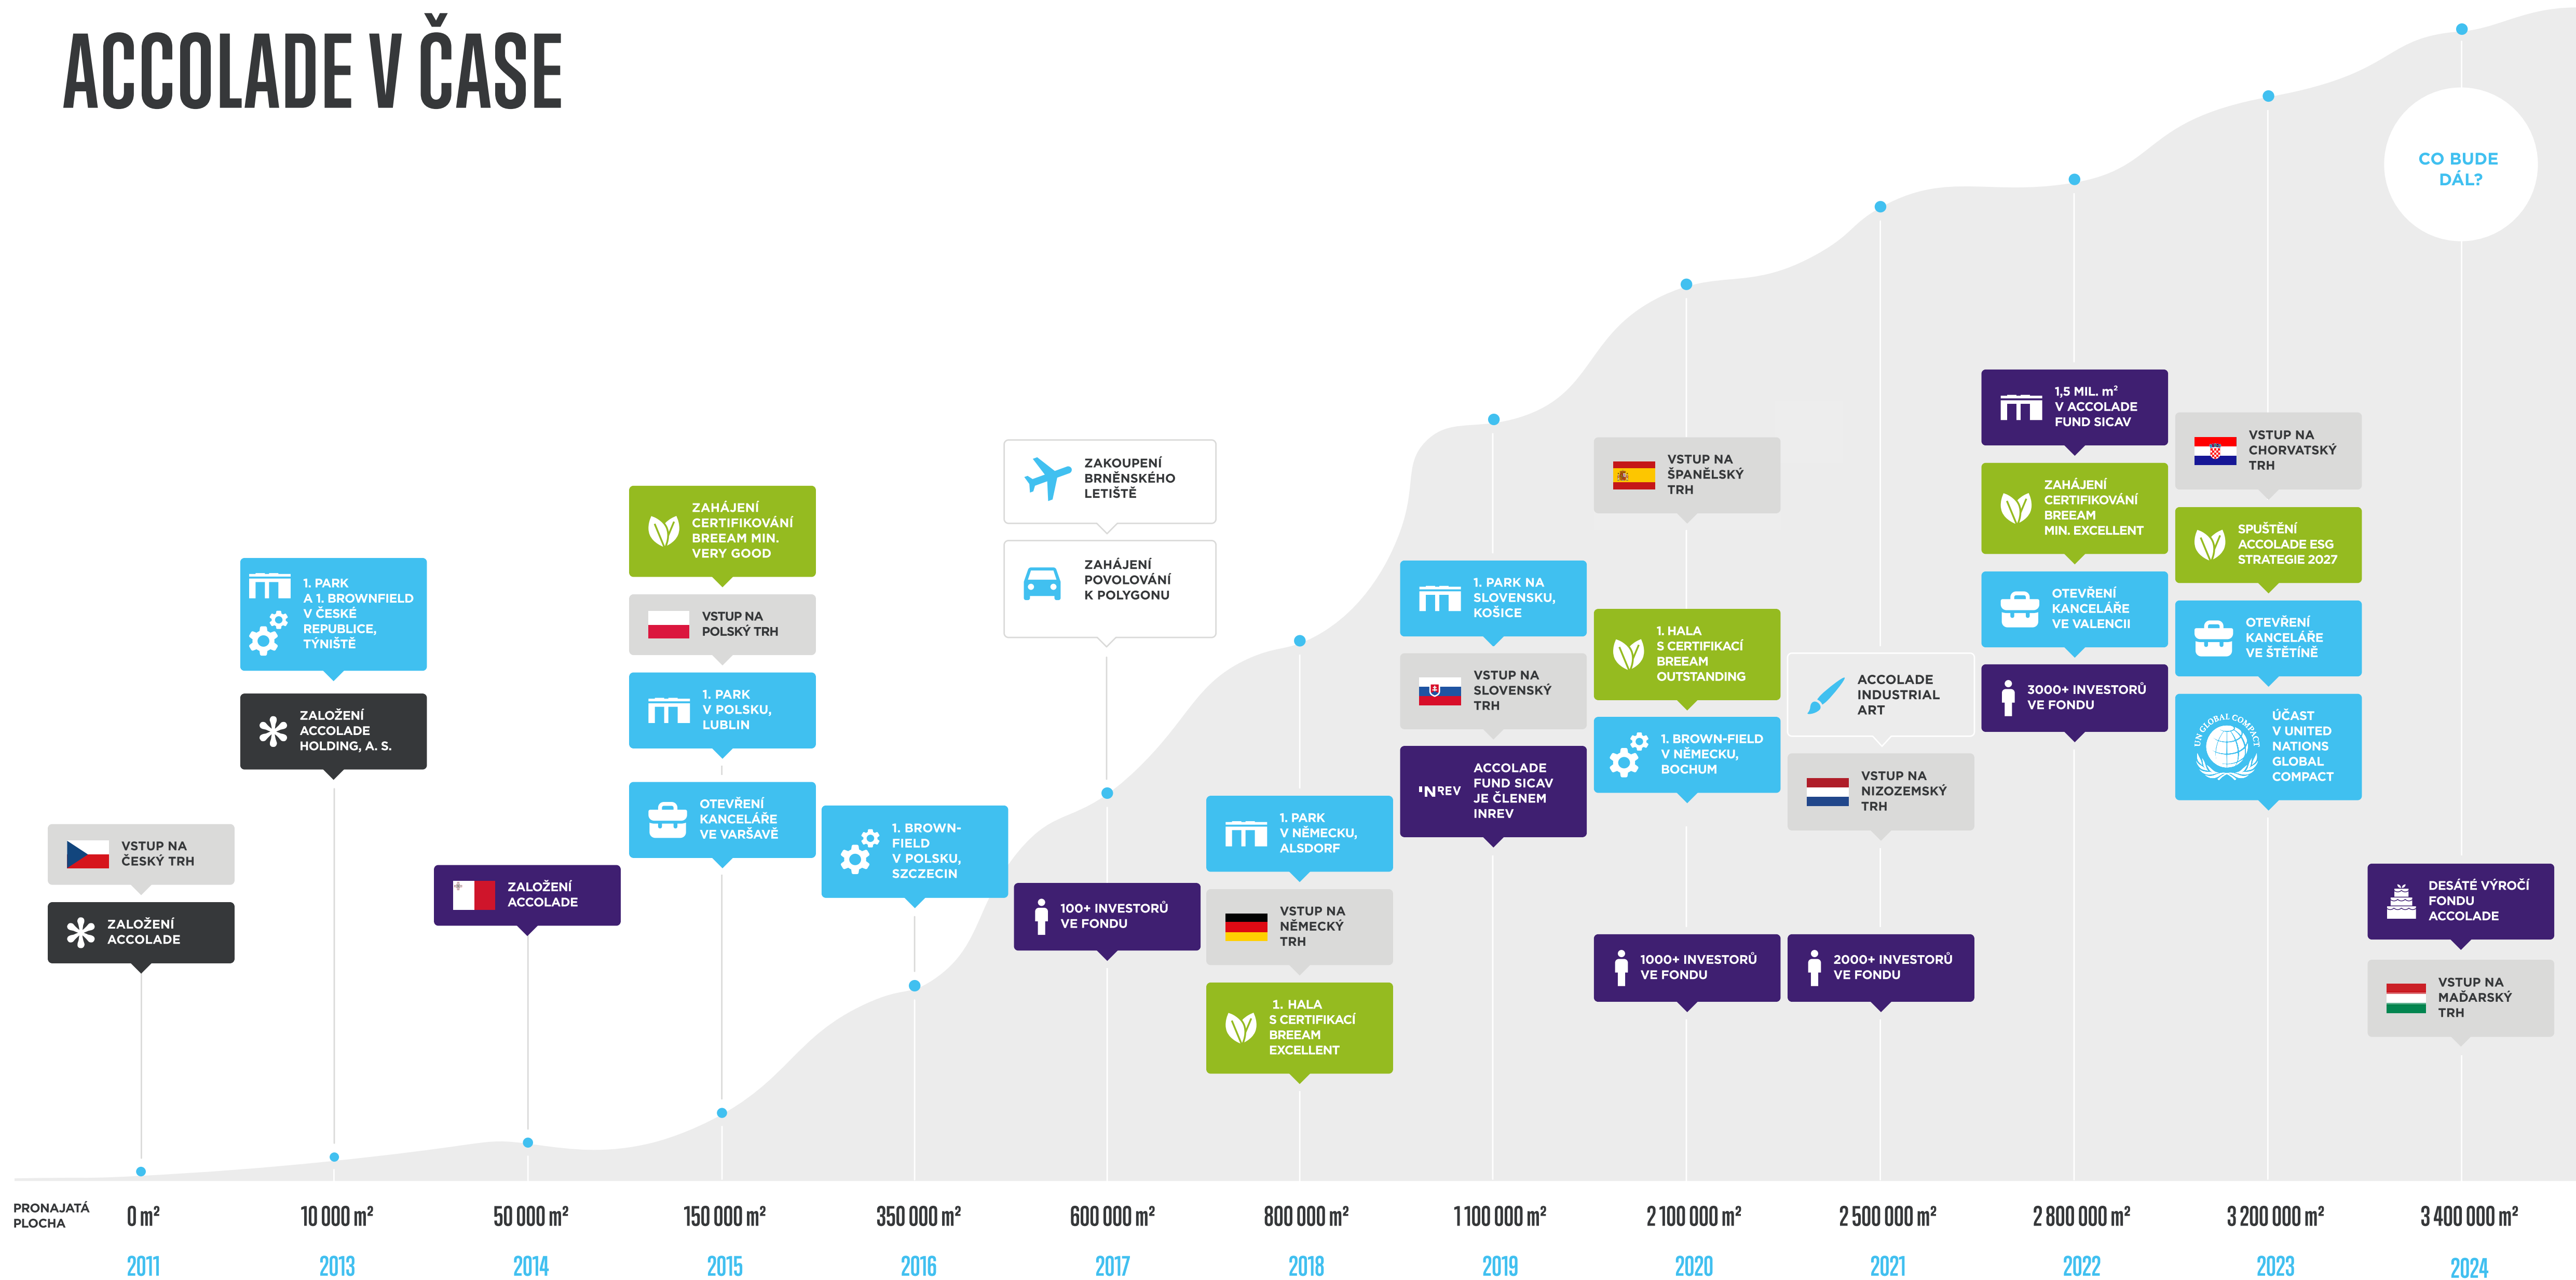 ACCOLADE V ČASE
VSTUP NA
ČESKÝ TRH
ZALOŽENÍ
ACCOLADE
1. PARK
A 1. BROWNFIELD
V ČESKÉ
REPUBLICE,
TÝNIŠTĚ
ZALOŽENÍ
ACCOLADE
HOLDING, A. S.
ZALOŽENÍ
ACCOLADE
ZAHÁJENÍ
CERTIFIKOVÁNÍ
BREEAM MIN.
VERY GOOD
VSTUP NA
POLSKÝ TRH
1. PARK
V POLSKU,
LUBLIN
OTEVŘENÍ
KANCELÁŘE
VE VARŠAVĚ
1. BROWN-
FIELD
V POLSKU,
SZCZECIN
ZAKOUPENÍ
BRNĚNSKÉHO
LETIŠTĚ
ZAHÁJENÍ
POVOLOVÁNÍ
K POLYGONU
100+ INVESTORŮ
VE FONDU
1. PARK
V NĚMECKU,
ALSDORF
VSTUP NA
NĚMECKÝ
TRH
1. HALA
S CERTIFIKACÍ
BREEAM
EXCELLENT
1. PARK NA
SLOVENSKU,
KOŠICE
VSTUP NA
SLOVENSKÝ
TRH
INREV
ACCOLADE
FUND SICAV
JE ČLENEM
INREV
VSTUP NA
ŠPANĚLSKÝ
TRH
1. HALA
S CERTIFIKACÍ
BREEAM
OUTSTANDING
1. BROWN-FIELD
V NĚMECKU,
BOCHUM
1000+ INVESTORŮ
VE FONDU
ACCOLADE
INDUSTRIAL
ART
VSTUP NA
NIZOZEMSKÝ
TRH
2000+ INVESTORŮ
VE FONDU
1,5 MIL. m²
V ACCOLADE
FUND SICAV
ZAHÁJENÍ
CERTIFIKOVÁNÍ
BREEAM
MIN. EXCELLENT
OTEVŘENÍ
KANCELÁŘE
VE VALENCII
3000+ INVESTORŮ
VE FONDU
VSTUP NA
CHORVATSKÝ
TRH
SPUŠTĚNÍ
ACCOLADE ESG
STRATEGIE 2027
OTEVŘENÍ
KANCELÁŘE
VE ŠTĚTÍNĚ
UN GLOBAL COMPACT
ÚČAST
V UNITED
NATIONS
GLOBAL
COMPACT
CO BUDE
DÁL?
DESÁTÉ VÝROČÍ
FONDU
ACCOLADE
VSTUP NA
MAĎARSKÝ
TRH
PRONAJATÁ
PLOCHA
0 m² 10 000 m² 50 000 m² 150 000 m² 350 000 m² 600 000 m² 800 000 m² 1 100 000 m² 2 100 000 m² 2 500 000 m² 2 800 000 m² 3 200 000 m² 3 400 000 m²
2011 2013 2014 2015 2016 2017 2018 2019 2020 2021 2022 2023 2024